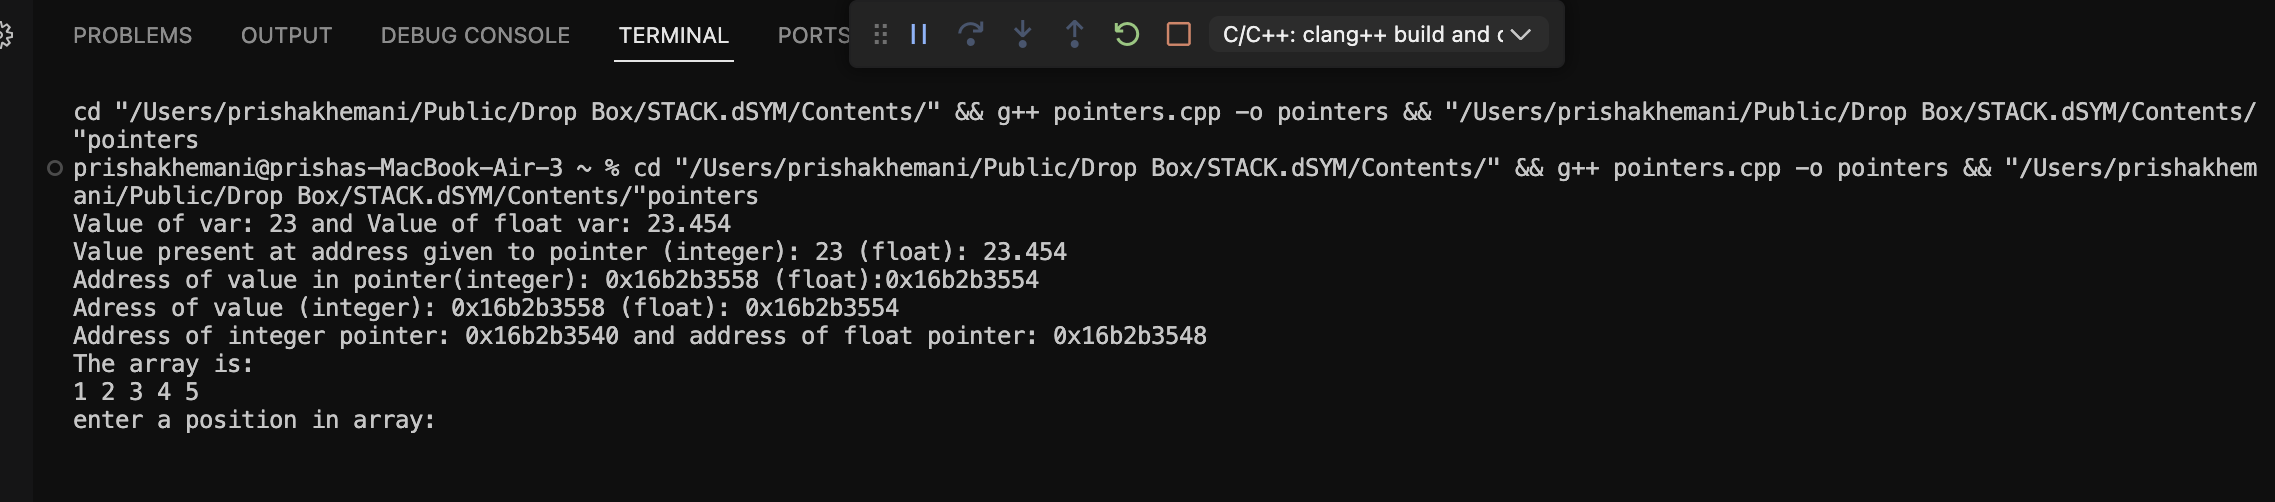 PROBLEMS OUTPUT DEBUG CONSOLE TERMINAL PORTS C/C++: clang++ build and
cd "/Users/prishakhemani/Public/Drop Box/STACK.dSYM/Contents/" && g++ pointers.cpp -o pointers && "/Users/prishakhemani/Public/Drop Box/STACK.dSYM/Contents/
"pointers
prishakhemani@prishas-MacBook-Air-3 ~ % cd "/Users/prishakhemani/Public/Drop Box/STACK.dSYM/Contents/" && g++ pointers.cpp -o pointers && "/Users/prishakhem
ani/Public/Drop Box/STACK.dSYM/Contents/"pointers
Value of var: 23 and Value of float var: 23.454
Value present at address given to pointer (integer): 23 (float): 23.454
Address of value in pointer(integer): 0x16b2b3558 (float):0x16b2b3554
Adress of value (integer): 0x16b2b3558 (float): 0x16b2b3554
Address of integer pointer: 0x16b2b3540 and address of float pointer: 0x16b2b3548
The array is:
1 2 3 4 5
enter a position in array: